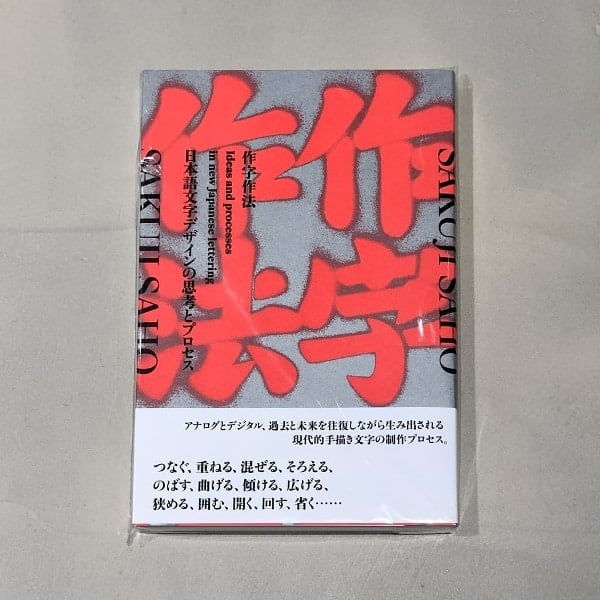 作字
作法
SAKUJI SAHO
作字作法
Ideas and processes
in new Japanese lettering
日本語文字デザインの思考とプロセス
SAKUJI SAHO
アナログとデジタル、過去と未来を往復しながら生み出される
現代的手描き文字の制作プロセス。
つなぐ、重ねる、混ぜる、そろえる、
のばす、曲げる、傾ける、広げる、
狭める、囲む、開く、回す、省く……